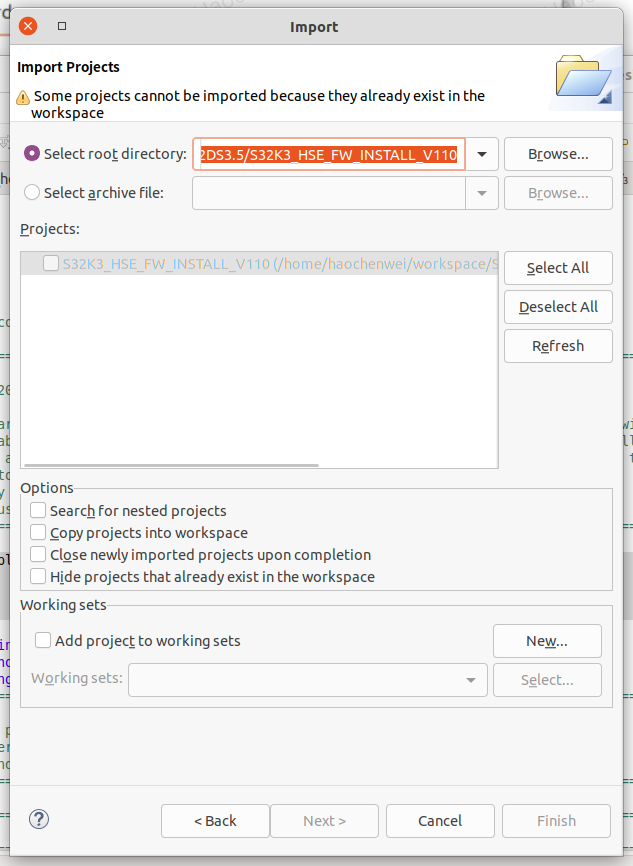 Import
Import Projects
Some projects cannot be imported because they already exist in the
workspace
Select root directory:
2DS3.5/S32K3_HSE_FW_INSTALL_V110
Browse...
Select archive file:
Browse...
Projects:
S32K3_HSE_FW_INSTALL_V110 (/home/haochenwei/workspace/S
Select All
Deselect All
Refresh
Options
Search for nested projects
Copy projects into workspace
Close newly imported projects upon completion
Hide projects that already exist in the workspace
Working sets
Add project to working sets
New...
Working sets:
Select...
?
< Back
Next >
Cancel
Finish